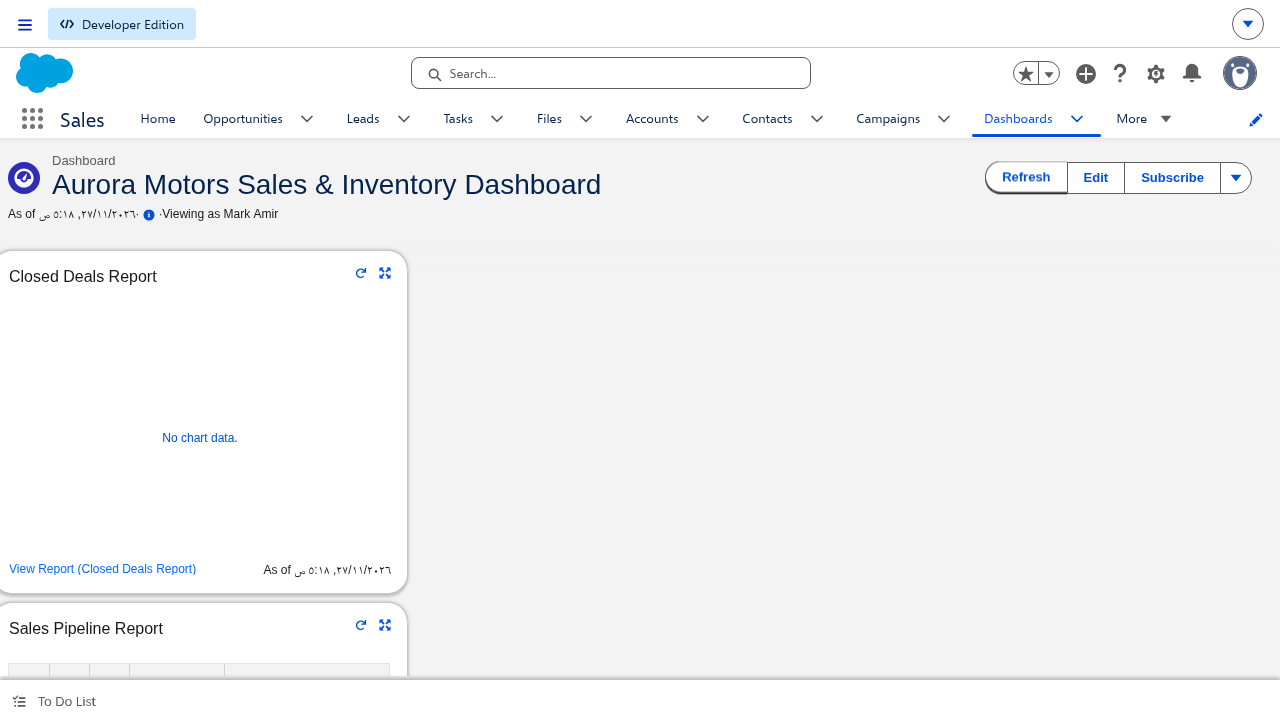 Developer Edition
Search...
Sales
Home
Opportunities
Leads
Tasks
Files
Accounts
Contacts
Campaigns
Dashboards
More
Dashboard
Aurora Motors Sales & Inventory Dashboard
Refresh
Edit
Subscribe
As of ٢٧/١١/٢٠٢٦, ٥:١٨ ص· ·Viewing as Mark Amir
Closed Deals Report
No chart data.
View Report (Closed Deals Report)
As of ٢٧/١١/٢٠٢٦, ٥:١٨ ص
Sales Pipeline Report
To Do List